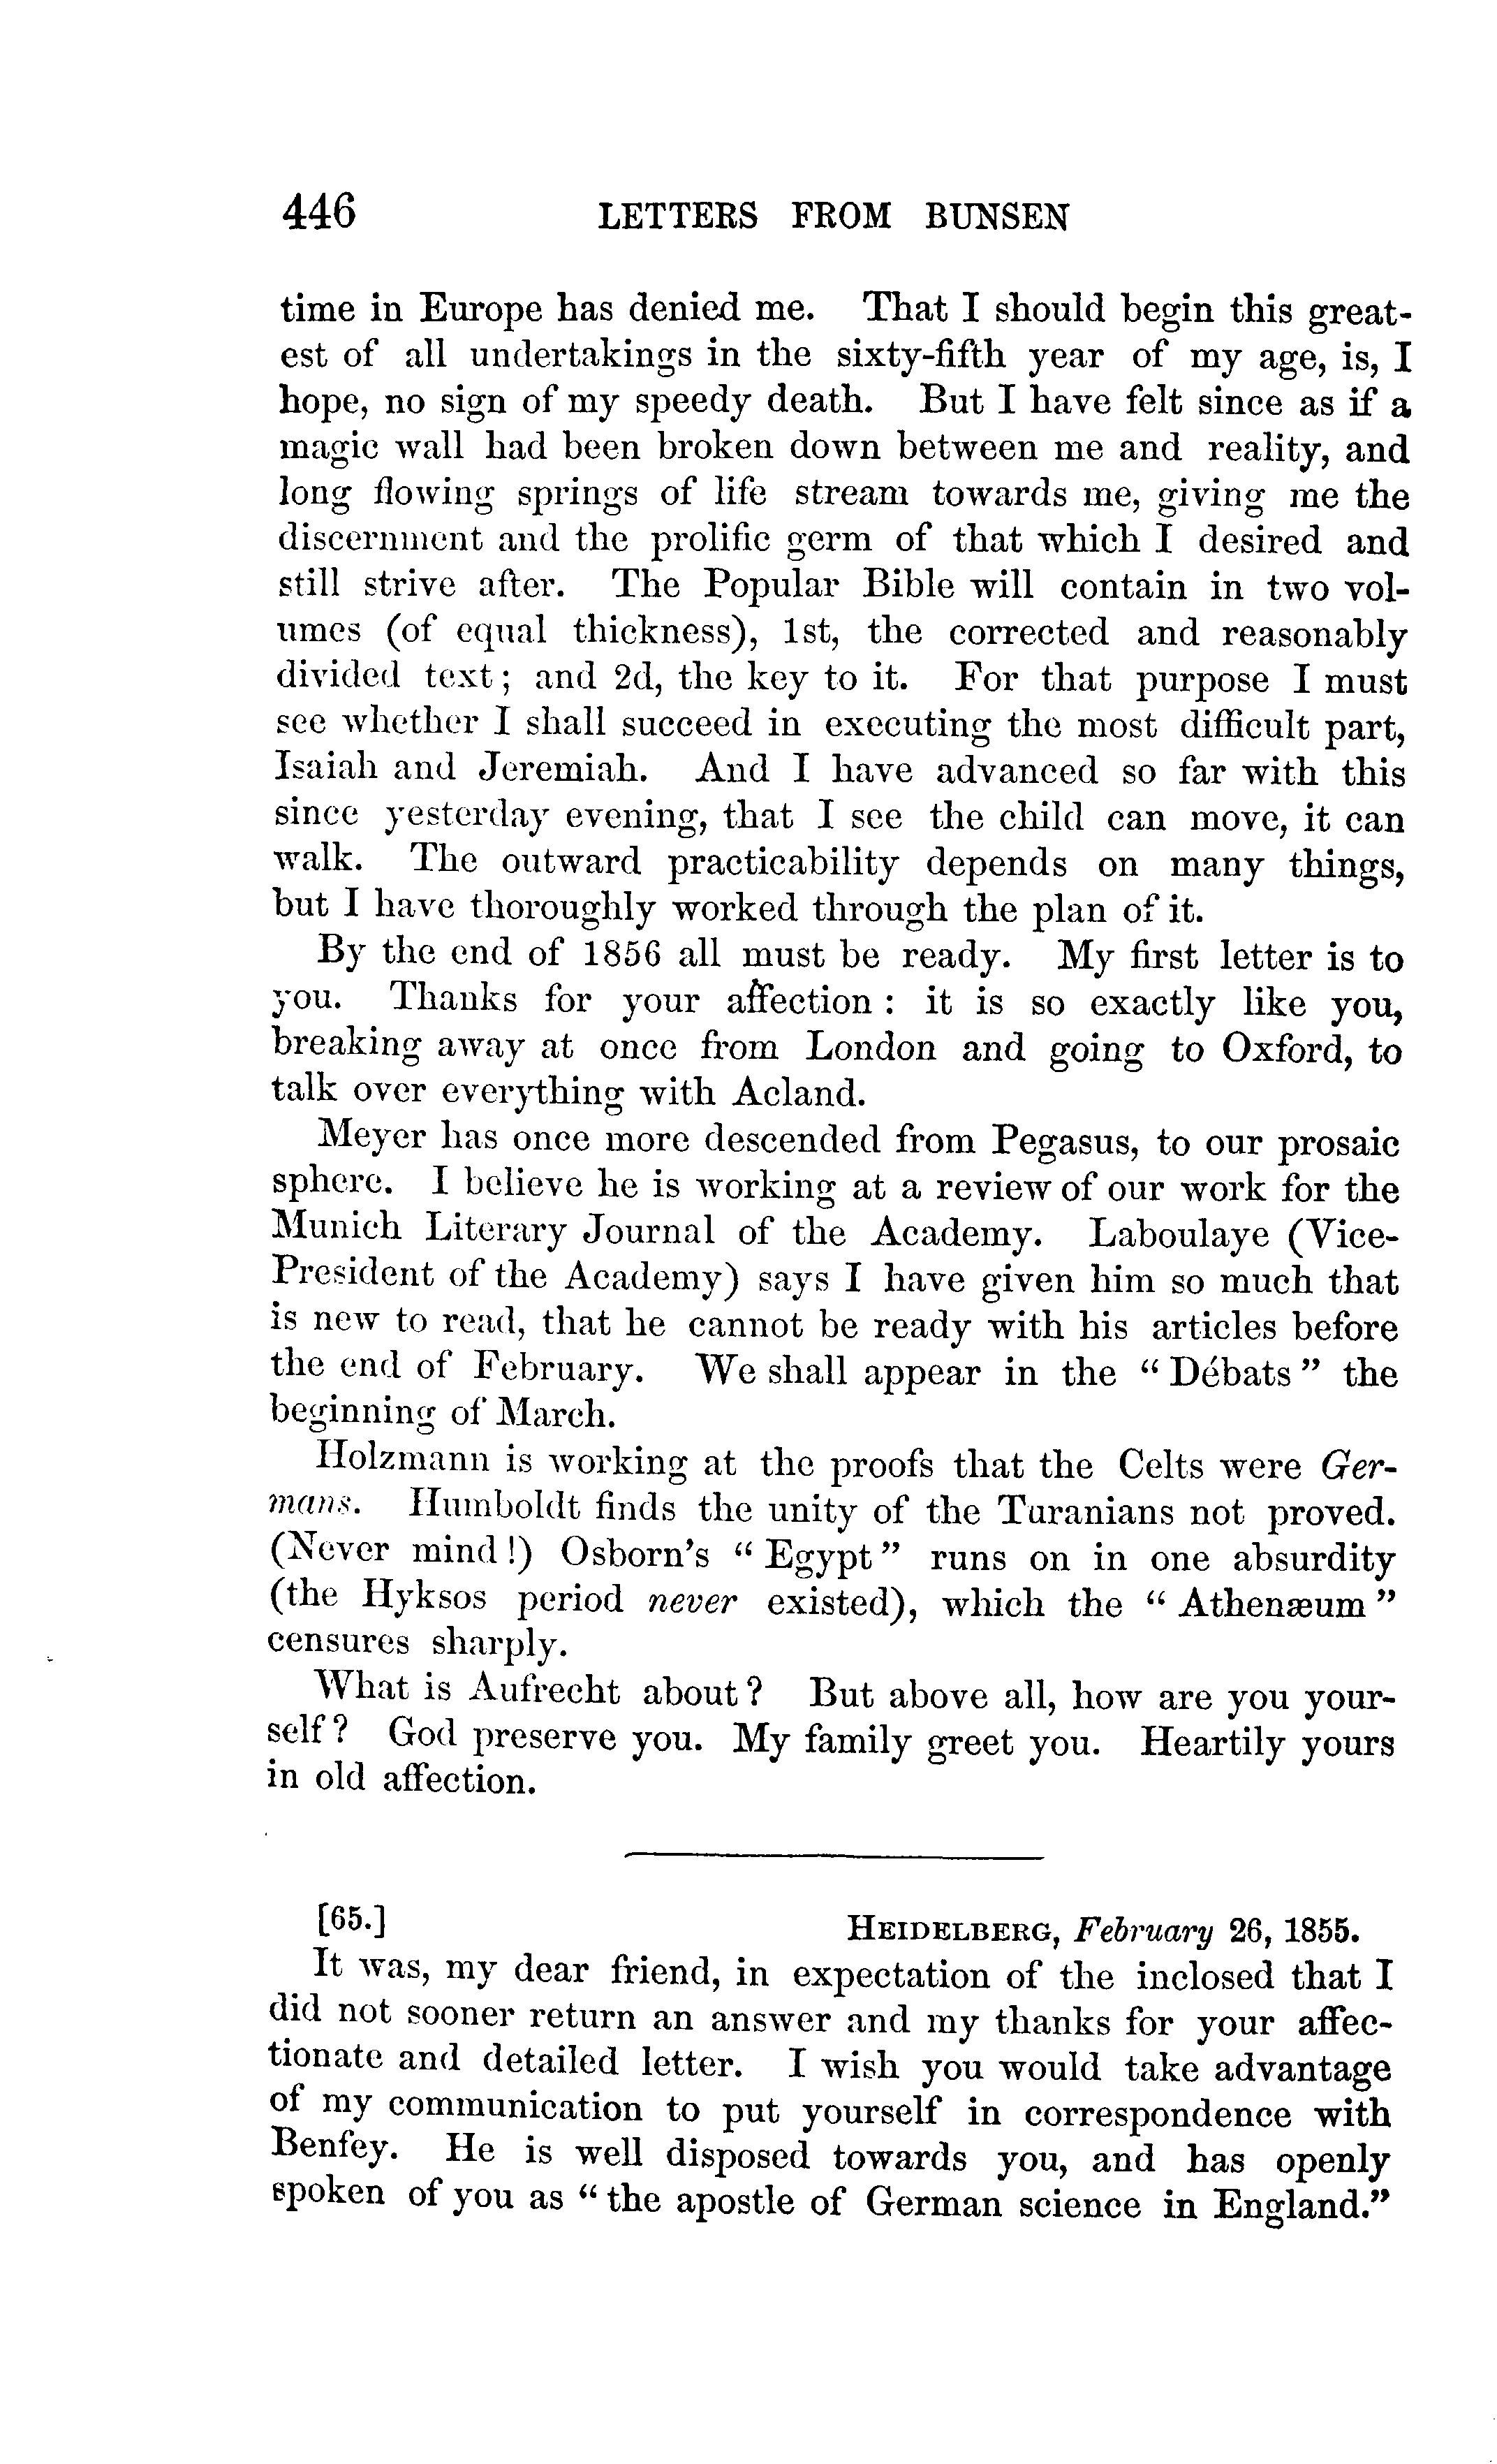 446 LETTERS FROM BUNSEN
time in Europe has denied me. That I should begin this great-
est of all undertakings in the sixty-fifth year of my age, is, I
hope, no sign of my speedy death. But I have felt since as if a
magic wall had been broken down between me and reality, and
long flowing springs of life stream towards me, giving me the
discernment and the prolific germ of that which I desired and
still strive after. The Popular Bible will contain in two vol-
umes (of equal thickness), 1st, the corrected and reasonably
divided text; and 2d, the key to it. For that purpose I must
see whether I shall succeed in executing the most difficult part,
Isaiah and Jeremiah. And I have advanced so far with this
since yesterday evening, that I see the child can move, it can
walk. The outward practicability depends on many things,
but I have thoroughly worked through the plan of it.
By the end of 1856 all must be ready. My first letter is to
you. Thanks for your affection: it is so exactly like you,
breaking away at once from London and going to Oxford, to
talk over everything with Acland.
Meyer has once more descended from Pegasus, to our prosaic
sphere. I believe he is working at a review of our work for the
Munich Literary Journal of the Academy. Laboulaye (Vice-
President of the Academy) says I have given him so much that
is new to read, that he cannot be ready with his articles before
the end of February. We shall appear in the "Débats" the
beginning of March.
Holzmann is working at the proofs that the Celts were Ger-
mans. Humboldt finds the unity of the Turanians not proved.
(Never mind!) Osborn's "Egypt" runs on in one absurdity
(the Hyksos period never existed), which the "Athenæum"
censures sharply.
What is Aufrecht about? But above all, how are you your-
self? God preserve you. My family greet you. Heartily yours
in old affection.
[65.] HEIDELBERG, February 26, 1855.
It was, my dear friend, in expectation of the inclosed that I
did not sooner return an answer and my thanks for your affec-
tionate and detailed letter. I wish you would take advantage
of my communication to put yourself in correspondence with
Benfey. He is well disposed towards you, and has openly
spoken of you as "the apostle of German science in England."